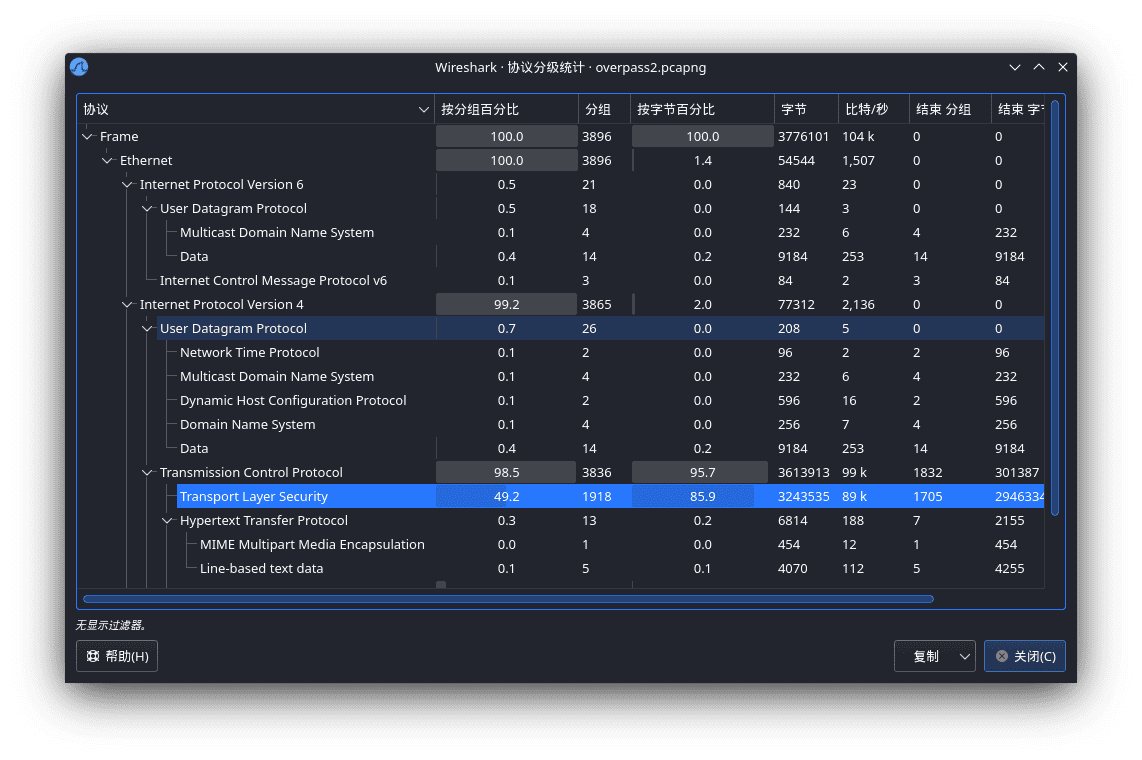 Wireshark · 协议分级统计 · overpass2.pcapng
协议 按分组百分比 分组 按字节百分比 字节 比特/秒 结束 分组 结束 字节
Frame 100.0 3896 100.0 3776101 104 k 0 0
Ethernet 100.0 3896 1.4 54544 1,507 0 0
Internet Protocol Version 6 0.5 21 0.0 840 23 0 0
User Datagram Protocol 0.5 18 0.0 144 3 0 0
Multicast Domain Name System 0.1 4 0.0 232 6 4 232
Data 0.4 14 0.2 9184 253 14 9184
Internet Control Message Protocol v6 0.1 3 0.0 84 2 3 84
Internet Protocol Version 4 99.2 3865 2.0 77312 2,136 0 0
User Datagram Protocol 0.7 26 0.0 208 5 0 0
Network Time Protocol 0.1 2 0.0 96 2 2 96
Multicast Domain Name System 0.1 4 0.0 232 6 4 232
Dynamic Host Configuration Protocol 0.1 2 0.0 596 16 2 596
Domain Name System 0.1 4 0.0 256 7 4 256
Data 0.4 14 0.2 9184 253 14 9184
Transmission Control Protocol 98.5 3836 95.7 3613913 99 k 1832 301387
Transport Layer Security 49.2 1918 85.9 3243535 89 k 1705 2946334
Hypertext Transfer Protocol 0.3 13 0.2 6814 188 7 2155
MIME Multipart Media Encapsulation 0.0 1 0.0 454 12 1 454
Line-based text data 0.1 5 0.1 4070 112 5 4255
无显示过滤器。
帮助(H) 复制 关闭(C)